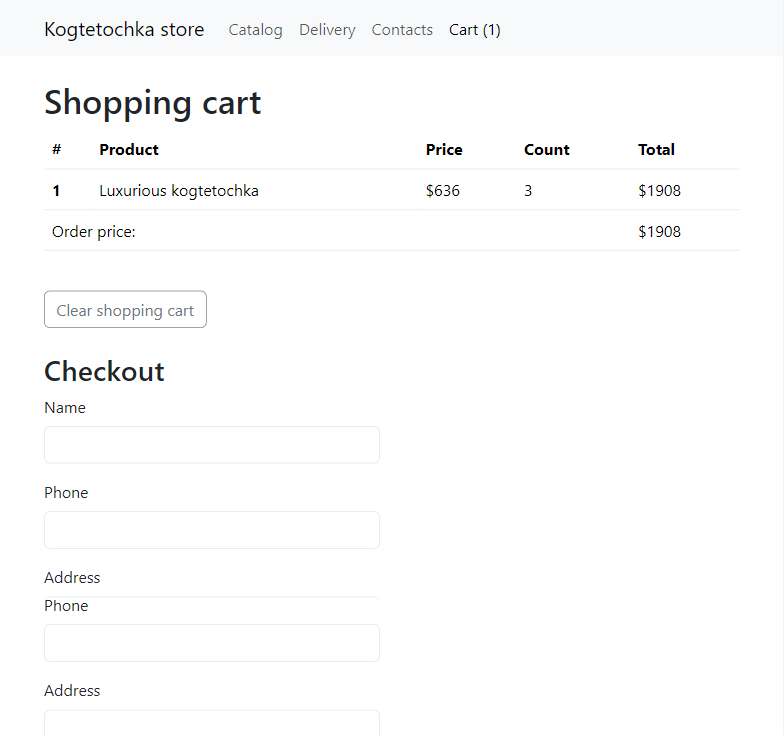 Kogtetochka store Catalog Delivery Contacts Cart (1)
Shopping cart
# Product Price Count Total
1 Luxurious kogtetochka $636 3 $1908
Order price: $1908
Clear shopping cart
Checkout
Name
Phone
Address
Phone
Address